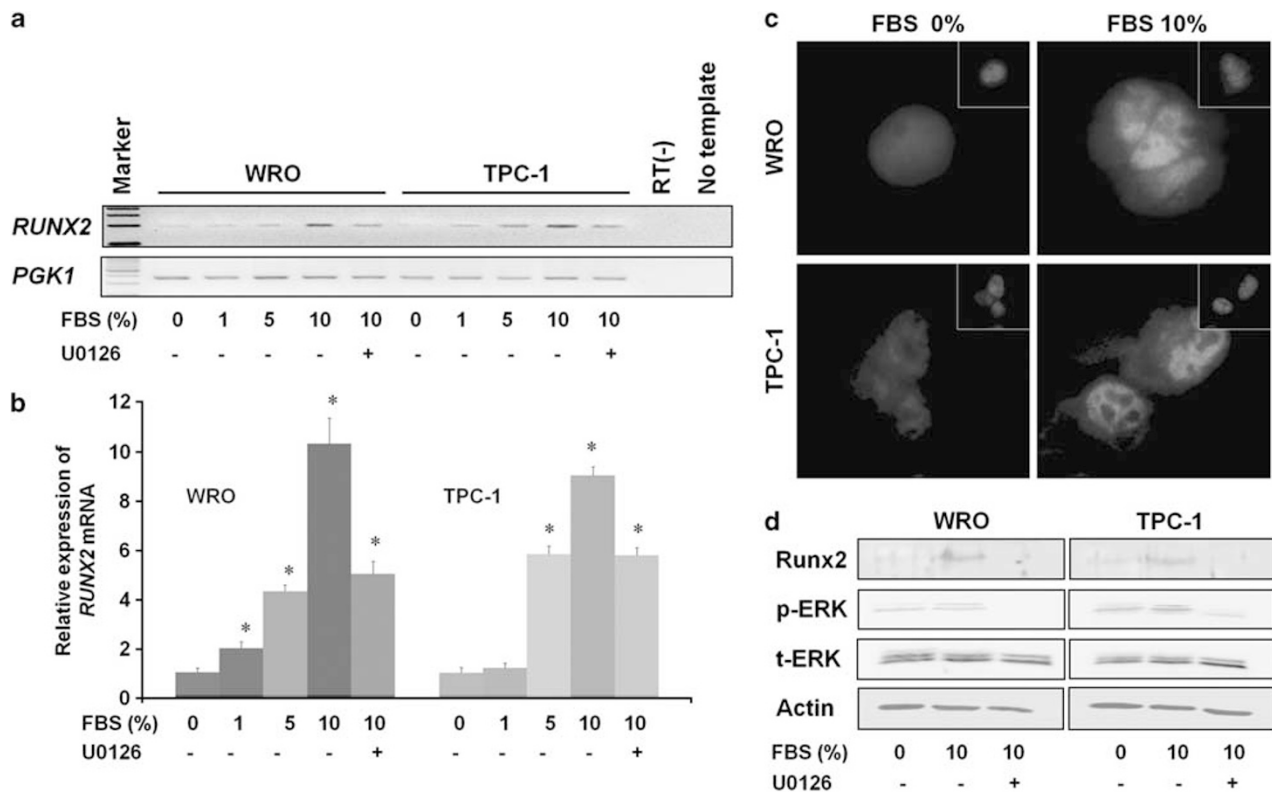 a
Marker
WRO
TPC-1
RT(-)
No template
RUNX2
PGK1
FBS (%) 0 1 5 10 10 0 1 5 10 10
U0126 - - - - + - - - - +
b
Relative expression of
RUNX2 mRNA
12
10
8
6
4
2
0
WRO
TPC-1
* * * * * * *
FBS (%) 0 1 5 10 10 0 1 5 10 10
U0126 - - - - + - - - - +
c
FBS 0% FBS 10%
WRO
TPC-1
d
WRO TPC-1
Runx2
p-ERK
t-ERK
Actin
FBS (%) 0 10 10 0 10 10
U0126 - - + - - +